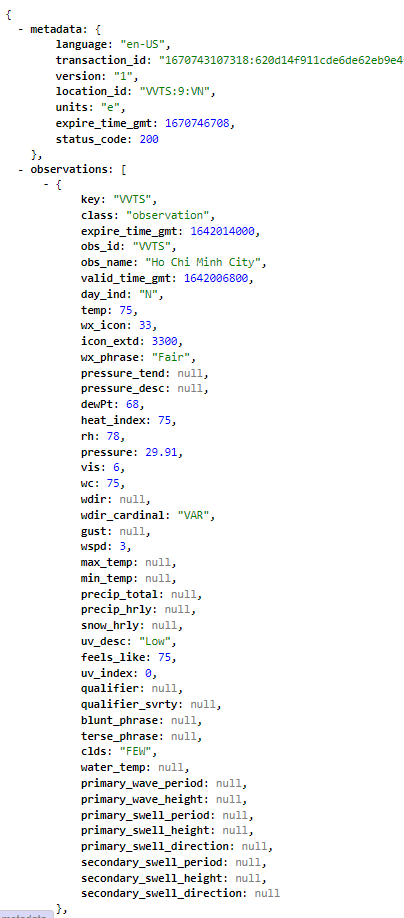 {
- metadata: {
language: "en-US",
transaction_id: "1670743107318:620d14f911cde6de62eb9e4
version: "1",
location_id: "VVTS:9:VN",
units: "e",
expire_time_gmt: 1670746708,
status_code: 200
},
- observations: [
- {
key: "VVTS",
class: "observation",
expire_time_gmt: 1642014000,
obs_id: "VVTS",
obs_name: "Ho Chi Minh City",
valid_time_gmt: 1642006800,
day_ind: "N",
temp: 75,
wx_icon: 33,
icon_extd: 3300,
wx_phrase: "Fair",
pressure_tend: null,
pressure_desc: null,
dewPt: 68,
heat_index: 75,
rh: 78,
pressure: 29.91,
vis: 6,
wc: 75,
wdir: null,
wdir_cardinal: "VAR",
gust: null,
wspd: 3,
max_temp: null,
min_temp: null,
precip_total: null,
precip_hrly: null,
snow_hrly: null,
uv_desc: "Low",
feels_like: 75,
uv_index: 0,
qualifier: null,
qualifier_svrty: null,
blunt_phrase: null,
terse_phrase: null,
clds: "FEW",
water_temp: null,
primary_wave_period: null,
primary_wave_height: null,
primary_swell_period: null,
primary_swell_height: null,
primary_swell_direction: null,
secondary_swell_period: null,
secondary_swell_height: null,
secondary_swell_direction: null
},